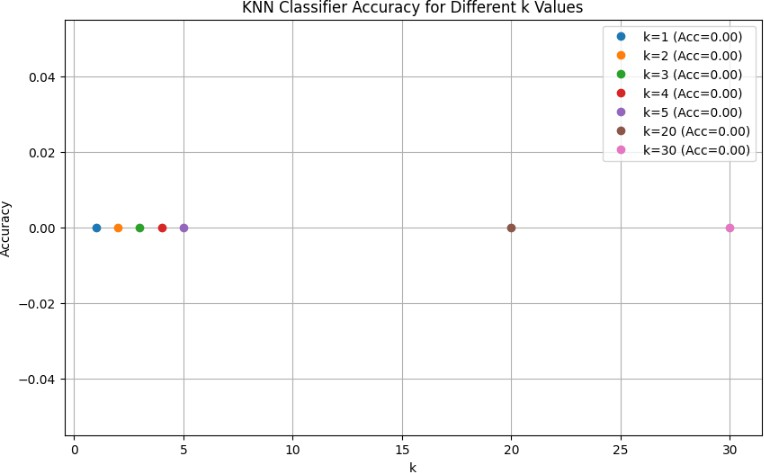 KNN Classifier Accuracy for Different k Values
k=1 (Acc=0.00)
k=2 (Acc=0.00)
k=3 (Acc=0.00)
k=4 (Acc=0.00)
k=5 (Acc=0.00)
k=20 (Acc=0.00)
k=30 (Acc=0.00)
Accuracy
0.04
0.02
0.00
−0.02
−0.04
0 5 10 15 20 25 30
k